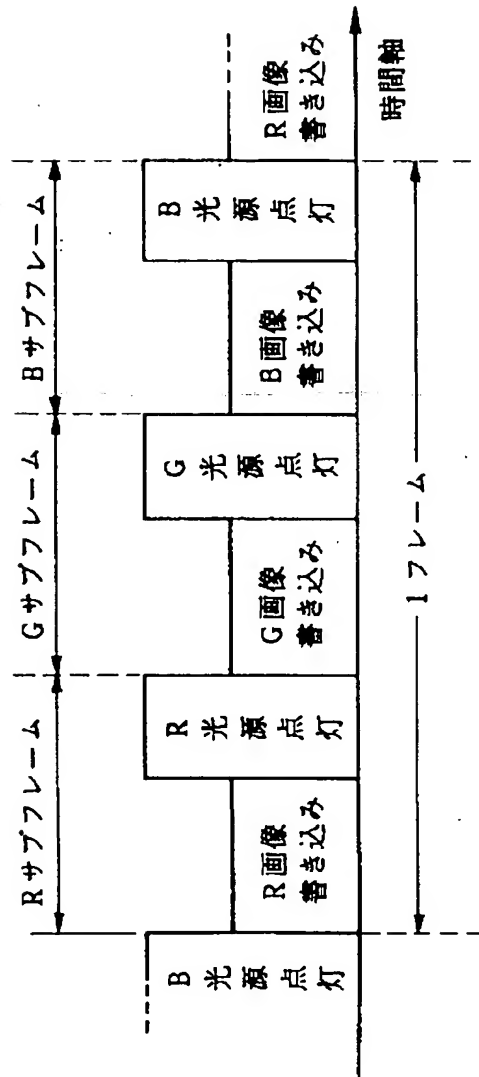 Rサブフレーム
Gサブフレーム
Bサブフレーム
B光源点灯
R画像
書き込み
R光源点灯
G画像
書き込み
G光源点灯
B画像
書き込み
B光源点灯
R画像
書き込み
時間軸
1フレーム